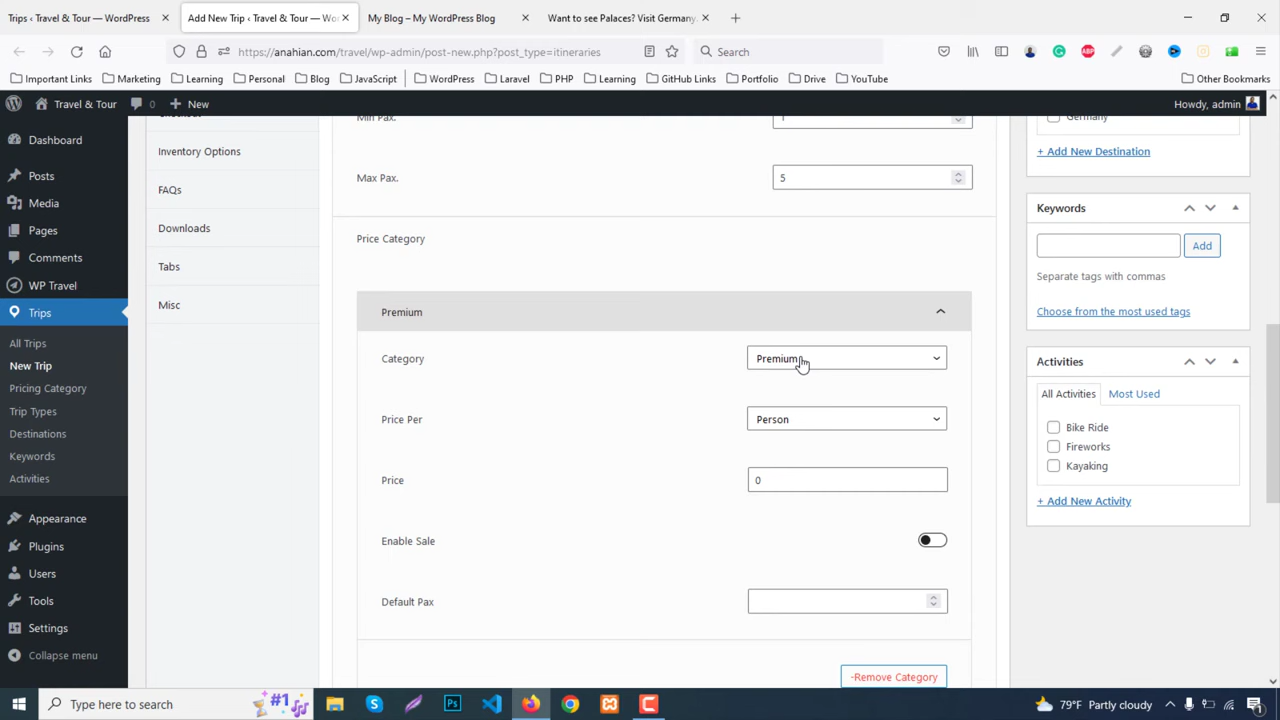 Trips ‹ Travel & Tour — WordPress
Add New Trip ‹ Travel & Tour — Wo
My Blog – My WordPress Blog
Want to see Palaces? Visit Germany.
https://anahian.com/travel/wp-admin/post-new.php?post_type=itineraries
Search
Important Links
Marketing
Learning
Personal
Blog
JavaScript
WordPress
Laravel
PHP
Learning
GitHub Links
Portfolio
Drive
YouTube
Other Bookmarks
Travel & Tour
0
New
Howdy, admin
Dashboard
Posts
Media
Pages
Comments
WP Travel
Trips
All Trips
New Trip
Pricing Category
Trip Types
Destinations
Keywords
Activities
Appearance
Plugins
Users
Tools
Settings
Collapse menu
Checkout
Inventory Options
FAQs
Downloads
Tabs
Misc
Min Pax.
1
Max Pax.
5
Price Category
Premium
Category
Premium
Price Per
Person
Price
0
Enable Sale
Default Pax
-Remove Category
Germany
+ Add New Destination
Keywords
Add
Separate tags with commas
Choose from the most used tags
Activities
All Activities
Most Used
Bike Ride
Fireworks
Kayaking
+ Add New Activity
Type here to search
#1
79°F Partly cloudy
1